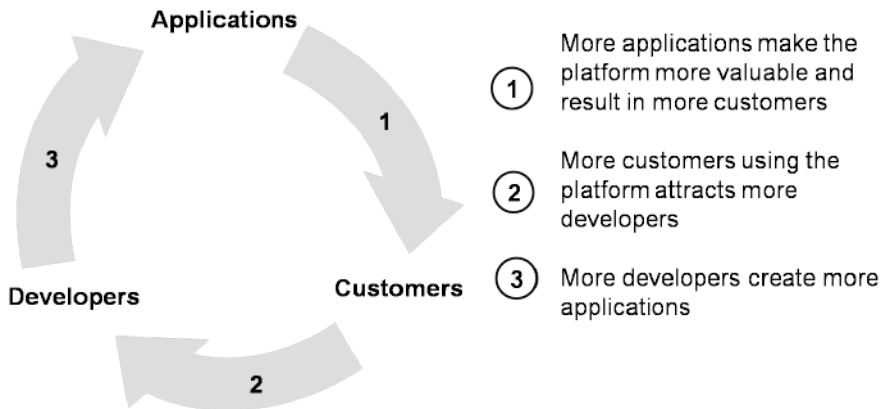 Applications
1
3
2
Developers
Customers
1
More applications make the
platform more valuable and
result in more customers
2
More customers using the
platform attracts more
developers
3
More developers create more
applications